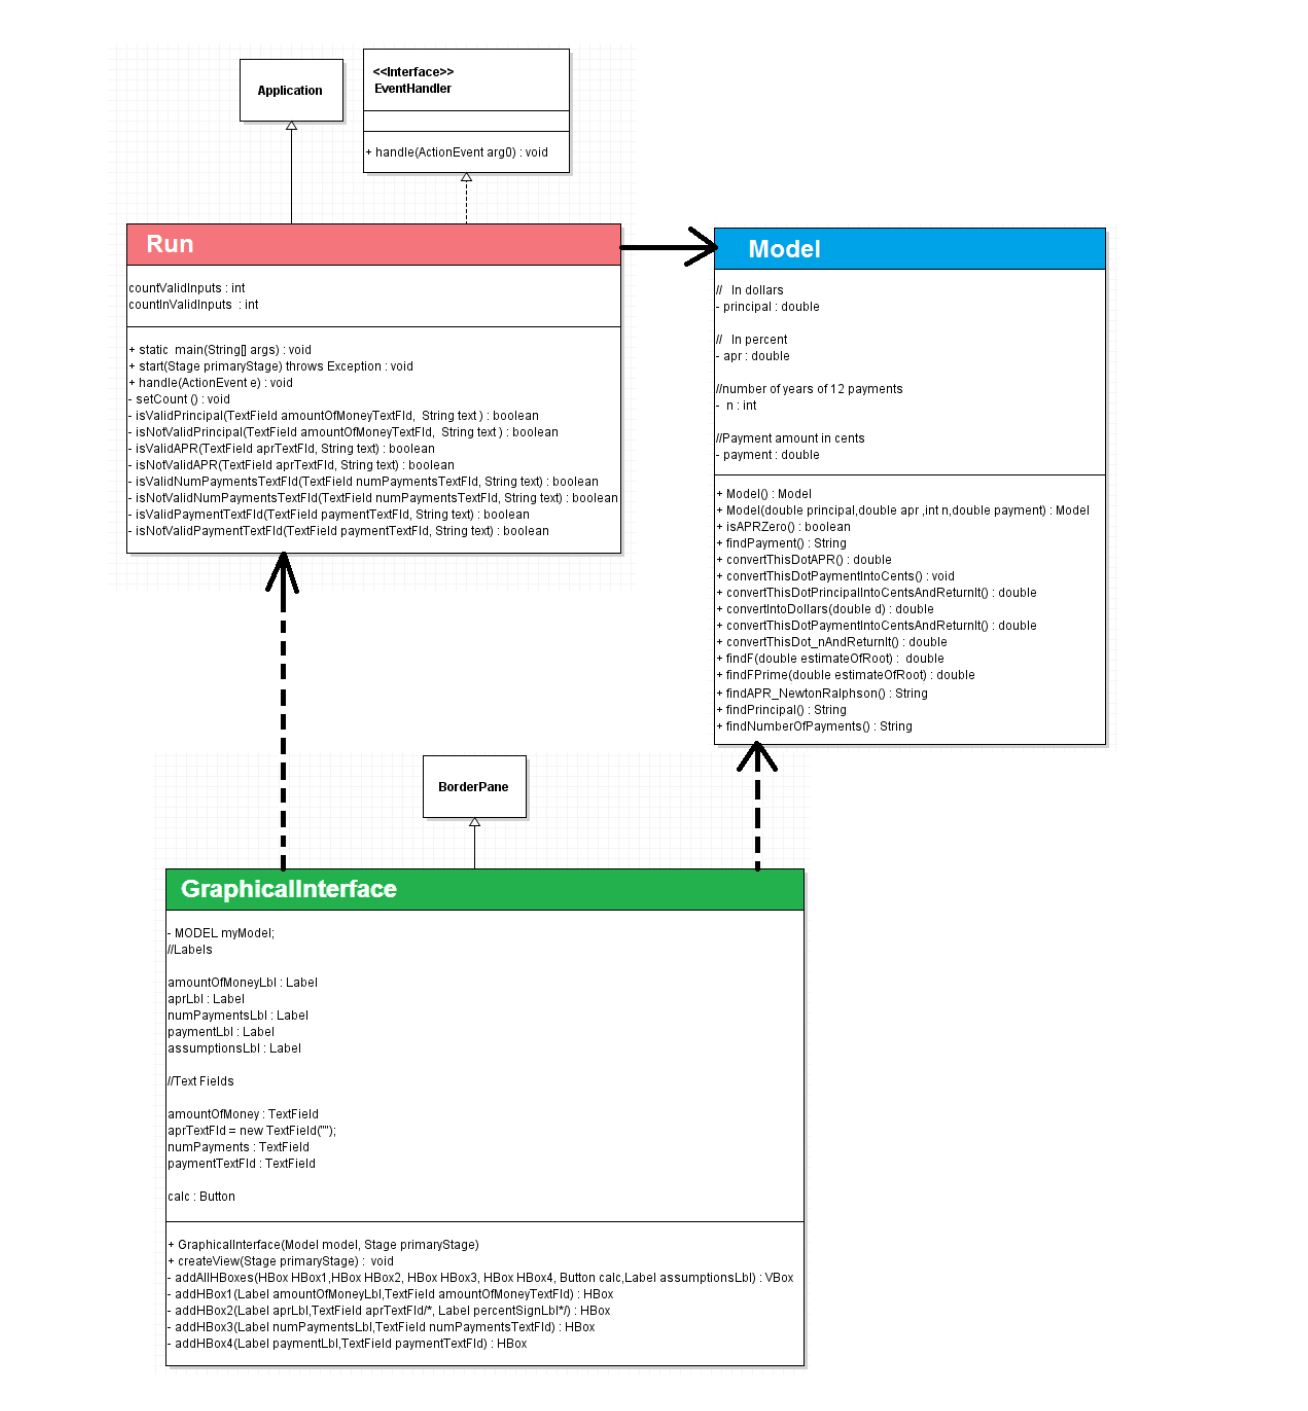 Application
<<Interface>>
EventHandler
+ handle(ActionEvent arg0) : void
Run
countValidInputs : int
countInValidInputs  : int
+ static  main(String[] args) : void
+ start(Stage primaryStage) throws Exception : void
+ handle(ActionEvent e) : void
- setCount () : void
- isValidPrincipal(TextField amountOfMoneyTextFld,  String text ) : boolean
- isNotValidPrincipal(TextField amountOfMoneyTextFld,  String text ) : boolean
- isValidAPR(TextField aprTextFld, String text) : boolean
- isNotValidAPR(TextField aprTextFld, String text) : boolean
- isValidNumPaymentsTextFld(TextField numPaymentsTextFld, String text) : boolean
- isNotValidNumPaymentsTextFld(TextField numPaymentsTextFld, String text) : boolean
- isValidPaymentTextFld(TextField paymentTextFld, String text) : boolean
- isNotValidPaymentTextFld(TextField paymentTextFld, String text) : boolean
Model
//   In dollars
- principal : double
//   In percent
- apr : double
//number of years of 12 payments
-  n : int
//Payment amount in cents
- payment : double
+ Model() : Model
+ Model(double principal,double apr ,int n,double payment) : Model
+ isAPRZero() : boolean
+ findPayment() : String
+ convertThisDotAPR() : double
+ convertThisDotPaymentIntoCents() : void
+ convertThisDotPrincipalIntoCentsAndReturnIt() : double
+ convertIntoDollars(double d) : double
+ convertThisDotPaymentIntoCentsAndReturnIt() : double
+ convertThisDot_nAndReturnIt() : double
+ findF(double estimateOfRoot) :  double
+ findFPrime(double estimateOfRoot) : double
+ findAPR_NewtonRalphson() : String
+ findPrincipal() : String
+ findNumberOfPayments() : String
BorderPane
GraphicalInterface
- MODEL myModel;
//Labels
amountOfMoneyLbl : Label
aprLbl : Label
numPaymentsLbl : Label
paymentLbl : Label
assumptionsLbl : Label
//Text Fields
amountOfMoney : TextField
aprTextFld = new TextField("");
numPayments : TextField
paymentTextFld : TextField
calc : Button
+ GraphicalInterface(Model model, Stage primaryStage)
+ createView(Stage primaryStage) :  void
- addAllHBoxes(HBox HBox1,HBox HBox2, HBox HBox3, HBox HBox4, Button calc,Label assumptionsLbl) : VBox
- addHBox1(Label amountOfMoneyLbl,TextField amountOfMoneyTextFld) : HBox
- addHBox2(Label aprLbl,TextField aprTextFld/*, Label percentSignLbl*/) : HBox
- addHBox3(Label numPaymentsLbl,TextField numPaymentsTextFld) : HBox
- addHBox4(Label paymentLbl,TextField paymentTextFld) : HBox